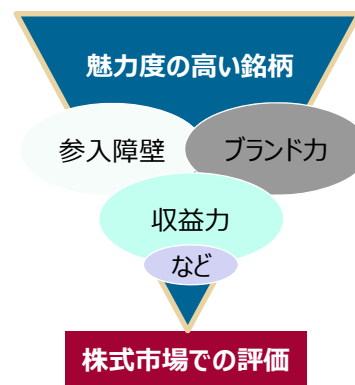 魅力度の高い銘柄
参入障壁
ブランド力
収益力
など
株式市場での評価